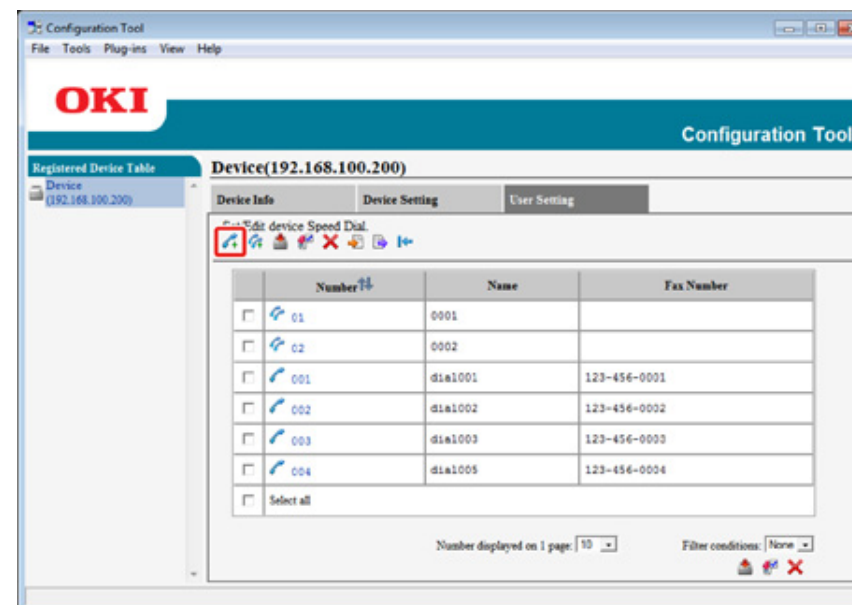 Configuration Tool
File Tools Plug-ins View Help
OKI
Configuration Tool
Registered Device Table
Device
(192.168.100.200)
Device(192.168.100.200)
Device Info Device Setting User Setting
Set/Edit device Speed Dial.
Number Name Fax Number
01 0001
02 0002
001 dial001 123-456-0001
002 dial002 123-456-0002
003 dial003 123-456-0003
004 dial005 123-456-0004
Select all
Number displayed on 1 page: 10 Filter conditions: None